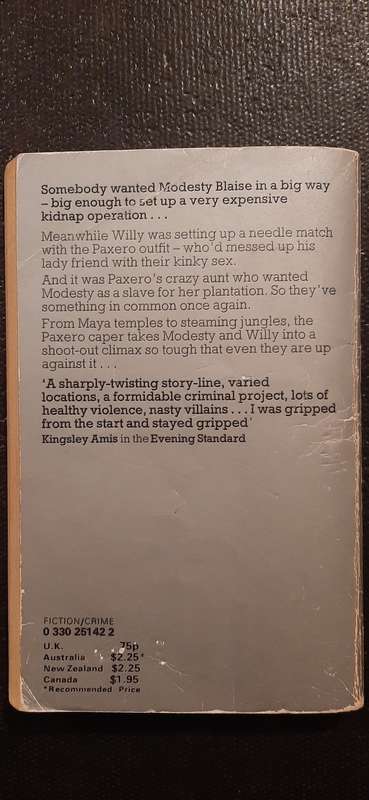 Somebody wanted Modesty Blaise in a big way
– big enough to set up a very expensive
kidnap operation . . .
Meanwhile Willy was setting up a needle match
with the Paxero outfit – who'd messed up his
lady friend with their kinky sex.
And it was Paxero's crazy aunt who wanted
Modesty as a slave for her plantation. So they've
something in common once again.
From Maya temples to steaming jungles, the
Paxero caper takes Modesty and Willy into a
shoot-out climax so tough that even they are up
against it . . .
'A sharply-twisting story-line, varied
locations, a formidable criminal project, lots of
healthy violence, nasty villains . . . I was gripped
from the start and stayed gripped'
Kingsley Amis in the Evening Standard
FICTION/CRIME
0 330 25142 2
U.K. 75p
Australia $2.25*
New Zealand $2.25
Canada $1.95
*Recommended Price